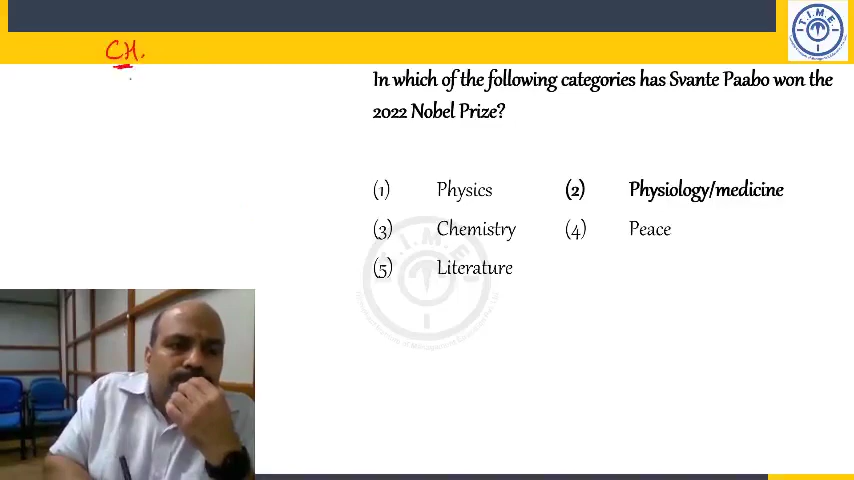 T.I.M.E.
CH.
In which of the following categories has Svante Paabo won the
2022 Nobel Prize?
(1) Physics (2) Physiology/medicine
(3) Chemistry (4) Peace
(5) Literature